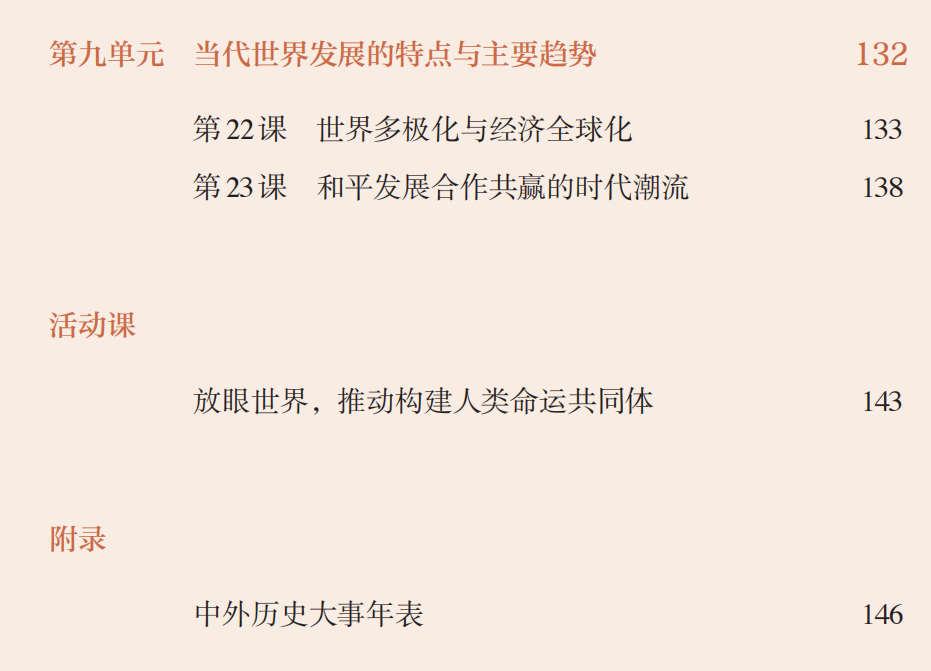 第九单元 当代世界发展的特点与主要趋势 132
第22课 世界多极化与经济全球化 133
第23课 和平发展合作共赢的时代潮流 138
活动课
放眼世界，推动构建人类命运共同体 143
附录
中外历史大事年表 146